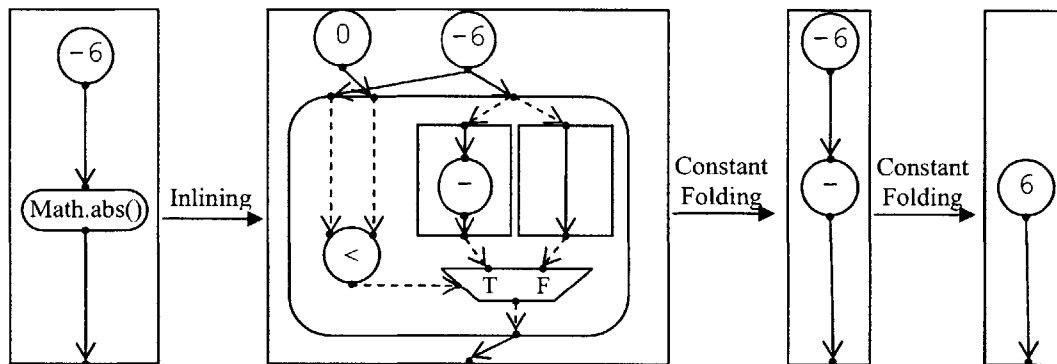 -6
Math.abs()
Inlining
0
-6
-
<
T F
Constant
Folding
-6
-
Constant
Folding
6